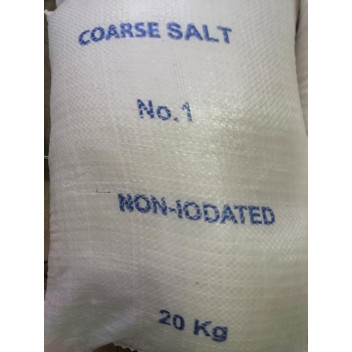 COARSE SALT
No.1
NON-IODATED
20 Kg